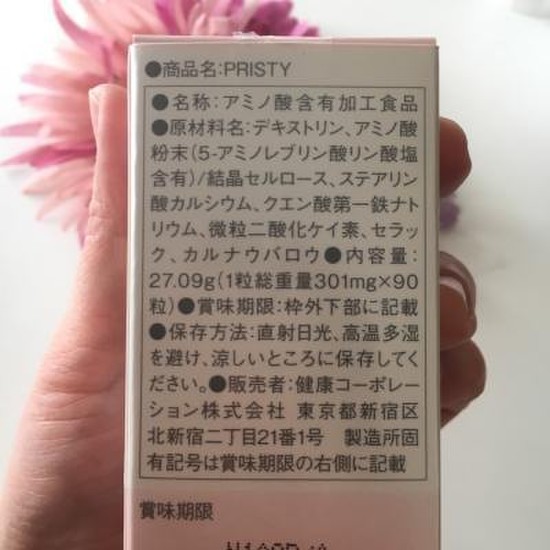 ●商品名:PRISTY
●名称:アミノ酸含有加工食品
●原材料名:デキストリン、アミノ酸
粉末(5-アミノレブリン酸リン酸塩
含有)/結晶セルロース、ステアリン
酸カルシウム、クエン酸第一鉄ナト
リウム、微粒二酸化ケイ素、セラッ
ク、カルナウバロウ●内容量:
27.09g(1粒総重量301mg×90
粒)●賞味期限:枠外下部に記載
●保存方法:直射日光、高温多湿
を避け、涼しいところに保存してく
ださい。●販売者:健康コーポレー
ション株式会社 東京都新宿区
北新宿二丁目21番1号 製造所固
有記号は賞味期限の右側に記載
賞味期限